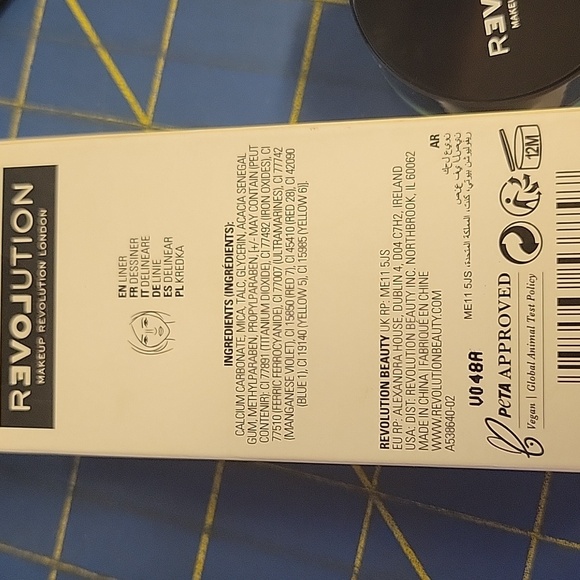 REVOLUTION
MAKEUP REVOLUTION LONDON
EN LINER
FR DESSINER
IT DELINEARE
DE LINIE
ES DELINEAR
PL KREDKA
INGREDIENTS (INGRÉDIENTS):
CALCIUM CARBONATE, MICA, TALC, GLYCERIN, ACACIA SENEGAL
GUM, METHYLPARABEN, PROPYLPARABEN, [+/- MAY CONTAIN (PEUT
CONTENIR): CI 77891 (TITANIUM DIOXIDE), CI 77492 (IRON OXIDES), CI
77510 (FERRIC FERROCYANIDE), CI 77007 (ULTRAMARINES), CI 77742
(MANGANESE VIOLET), CI 15850 (RED 7), CI 45410 (RED 28), CI 42090
(BLUE 1), CI 19140 (YELLOW 5), CI 15985 (YELLOW 6)].
REVOLUTION BEAUTY UK RP: ME11 5JS
EU RP: ALEXANDRA HOUSE, DUBLIN 4, D04 C7H2, IRELAND
USA: DIST: REVOLUTION BEAUTY INC. NORTHBROOK, IL 60062
MADE IN CHINA | FABRIQUÉ EN CHINE
WWW.REVOLUTIONBEAUTY.COM
A538640-02
AR
ME11 5JS
V048A
PETA APPROVED
Vegan | Global Animal Test Policy
12M
REV
MAKEU